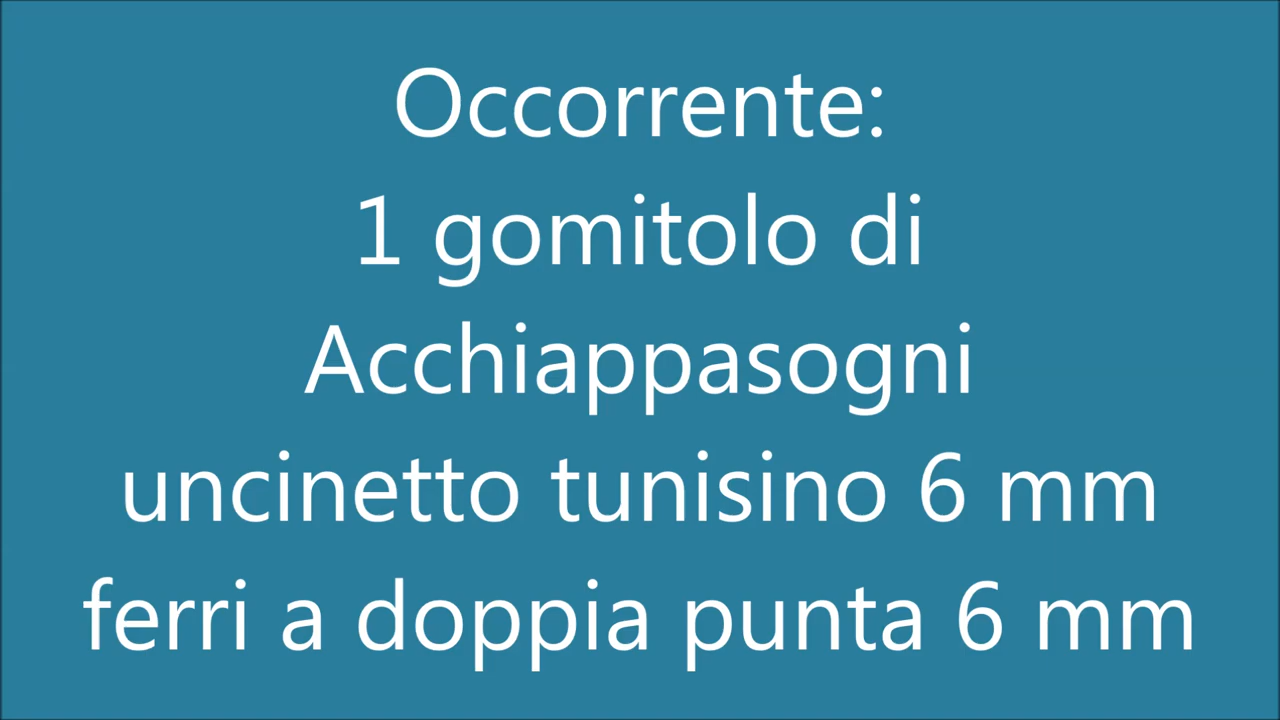 Occorrente:
1 gomitolo di
Acchiappasogni
uncinetto tunisino 6 mm
ferri a doppia punta 6 mm